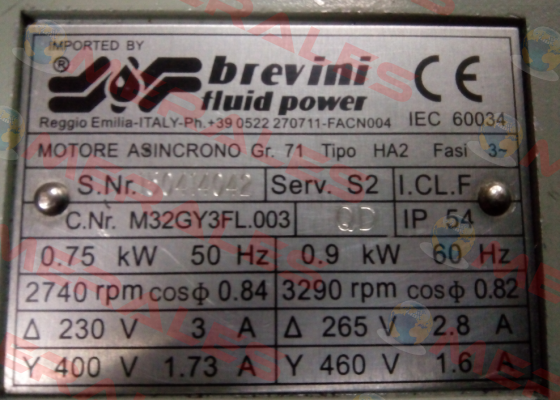 IMPORTED BY
® brevini
fluid power
CE
Reggio Emilia-ITALY-Ph.+39 0522 270711-FACN004 IEC 60034
MOTORE ASINCRONO Gr. 71 Tipo HA2 Fasi 3~
S.Nr. Serv. S2 I.CL.F
C.Nr. M32GY3FL.003 QD IP 54
0.75 kW 50 Hz 0.9 kW 60 Hz
2740 rpm cosϕ 0.84 3290 rpm cosϕ 0.82
Δ 230 V 3 A Δ 265 V 2.8 A
Y 400 V 1.73 A Y 460 V 1.6 A